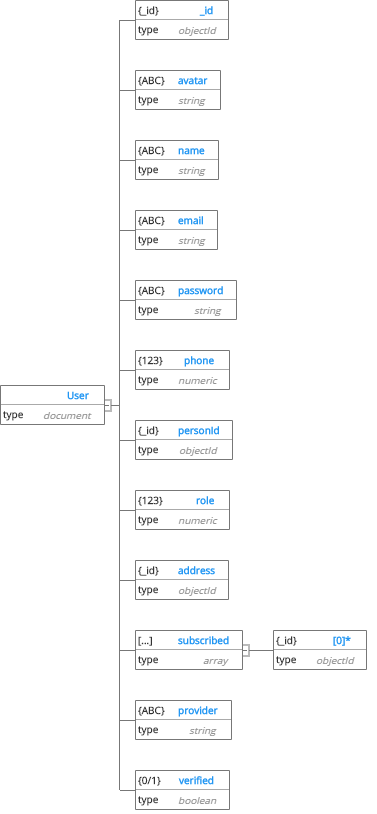 {_id} _id
type objectId
{ABC} avatar
type string
{ABC} name
type string
{ABC} email
type string
{ABC} password
type string
{123} phone
type numeric
User
type document
{_id} personId
type objectId
{123} role
type numeric
{_id} address
type objectId
[...] subscribed
type array
{_id} [0]*
type objectId
{ABC} provider
type string
{0/1} verified
type boolean